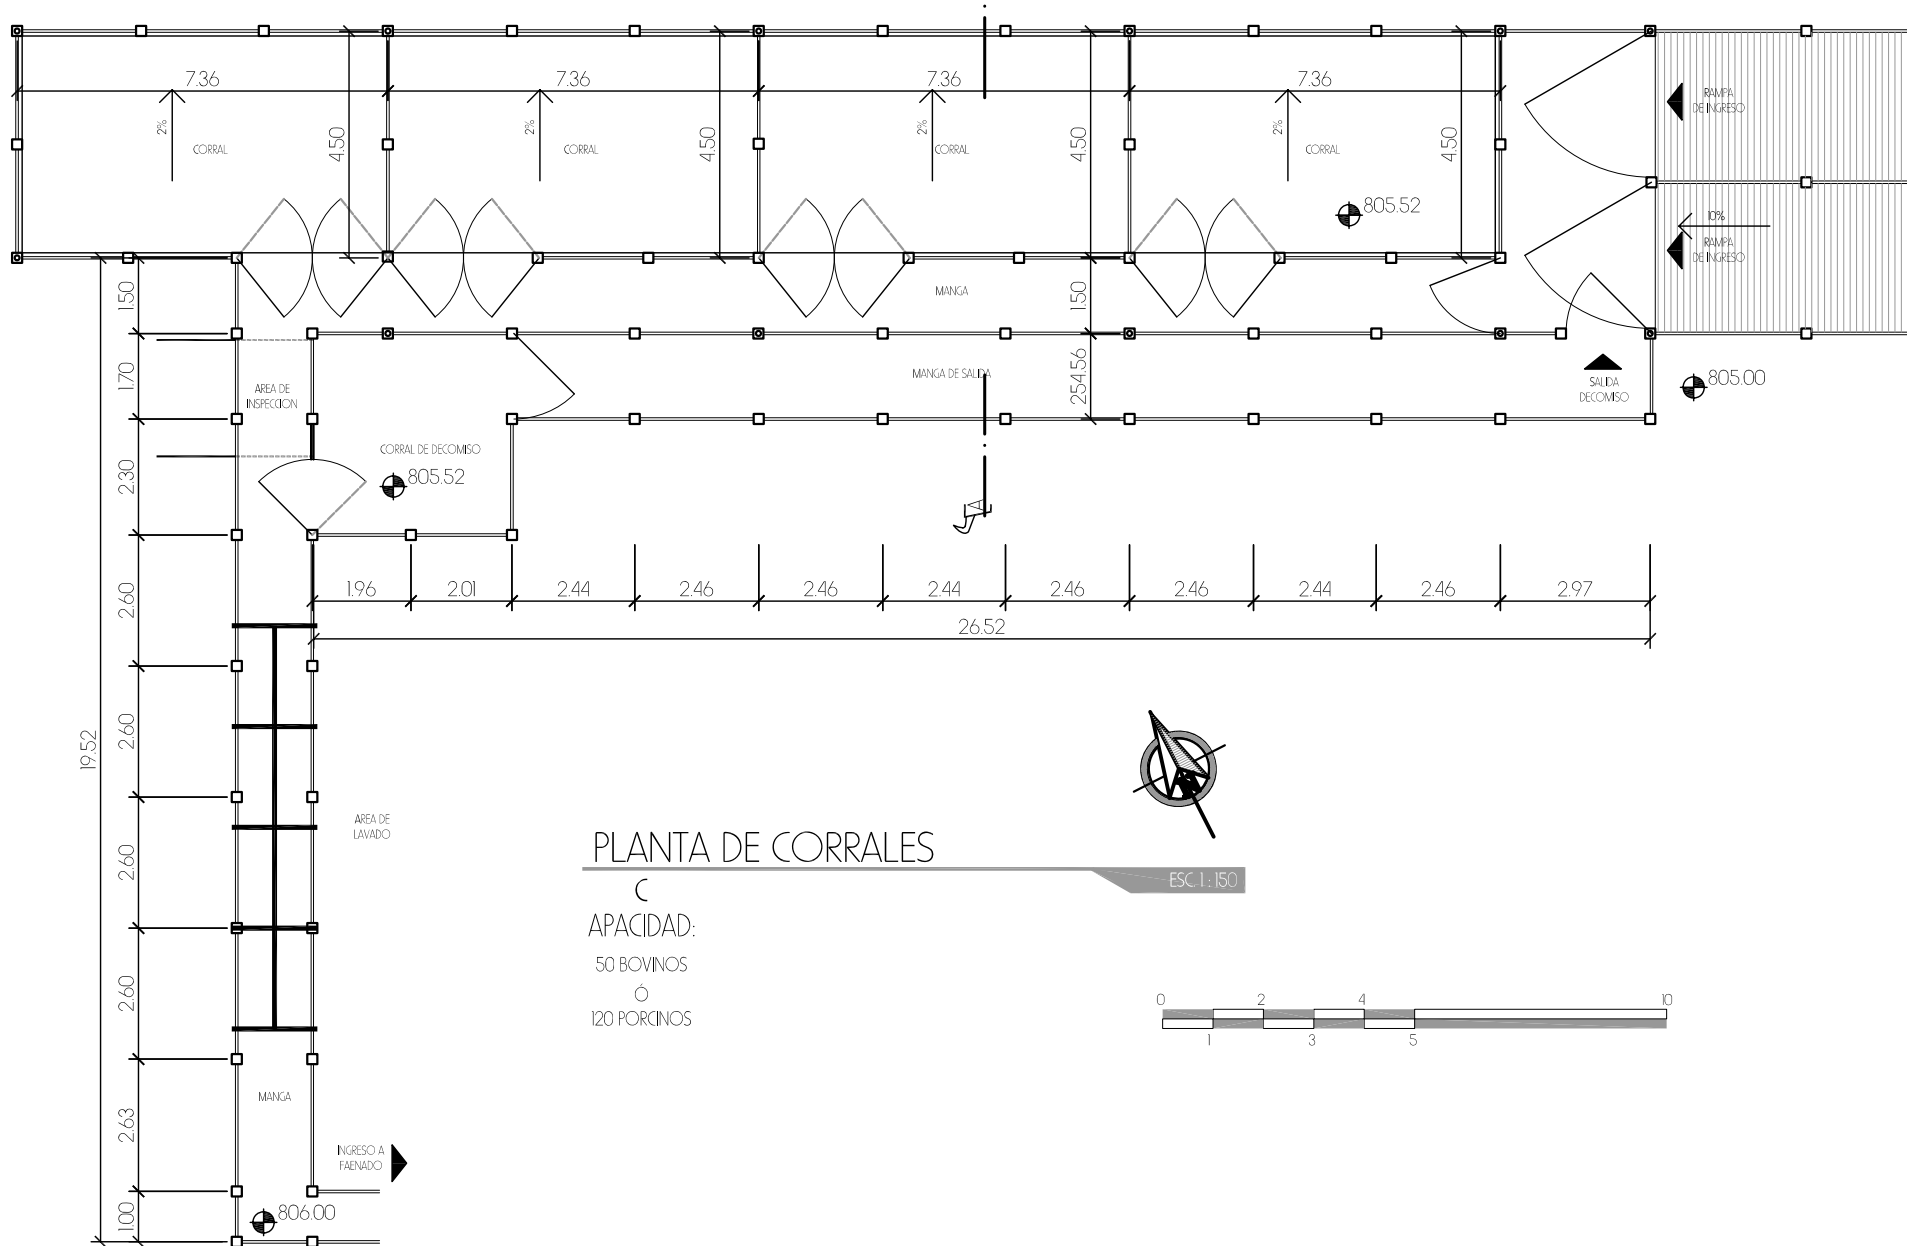 7.36
7.36
7.36
7.36
2%
2%
2%
2%
4.50
4.50
4.50
4.50
CORRAL
CORRAL
CORRAL
CORRAL
RAMPA
DE INGRESO
805.52
10%
RAMPA
DE INGRESO
1.50
MANGA
1.50
1.70
AREA DE
INSPECCION
MANGA DE SALIDA
254.56
SALIDA
DECOMISO
805.00
CORRAL DE DECOMISO
805.52
2.30
A
2.60
1.96
2.01
2.44
2.46
2.46
2.44
2.46
2.46
2.44
2.46
2.97
26.52
19.52
2.60
2.60
AREA DE
LAVADO
PLANTA DE CORRALES
ESC. 1 : 150
C
APACIDAD:
50 BOVINOS
Ó
120 PORCINOS
2.60
0
2
4
10
1
3
5
MANGA
2.63
INGRESO A
FAENADO
1.00
806.00